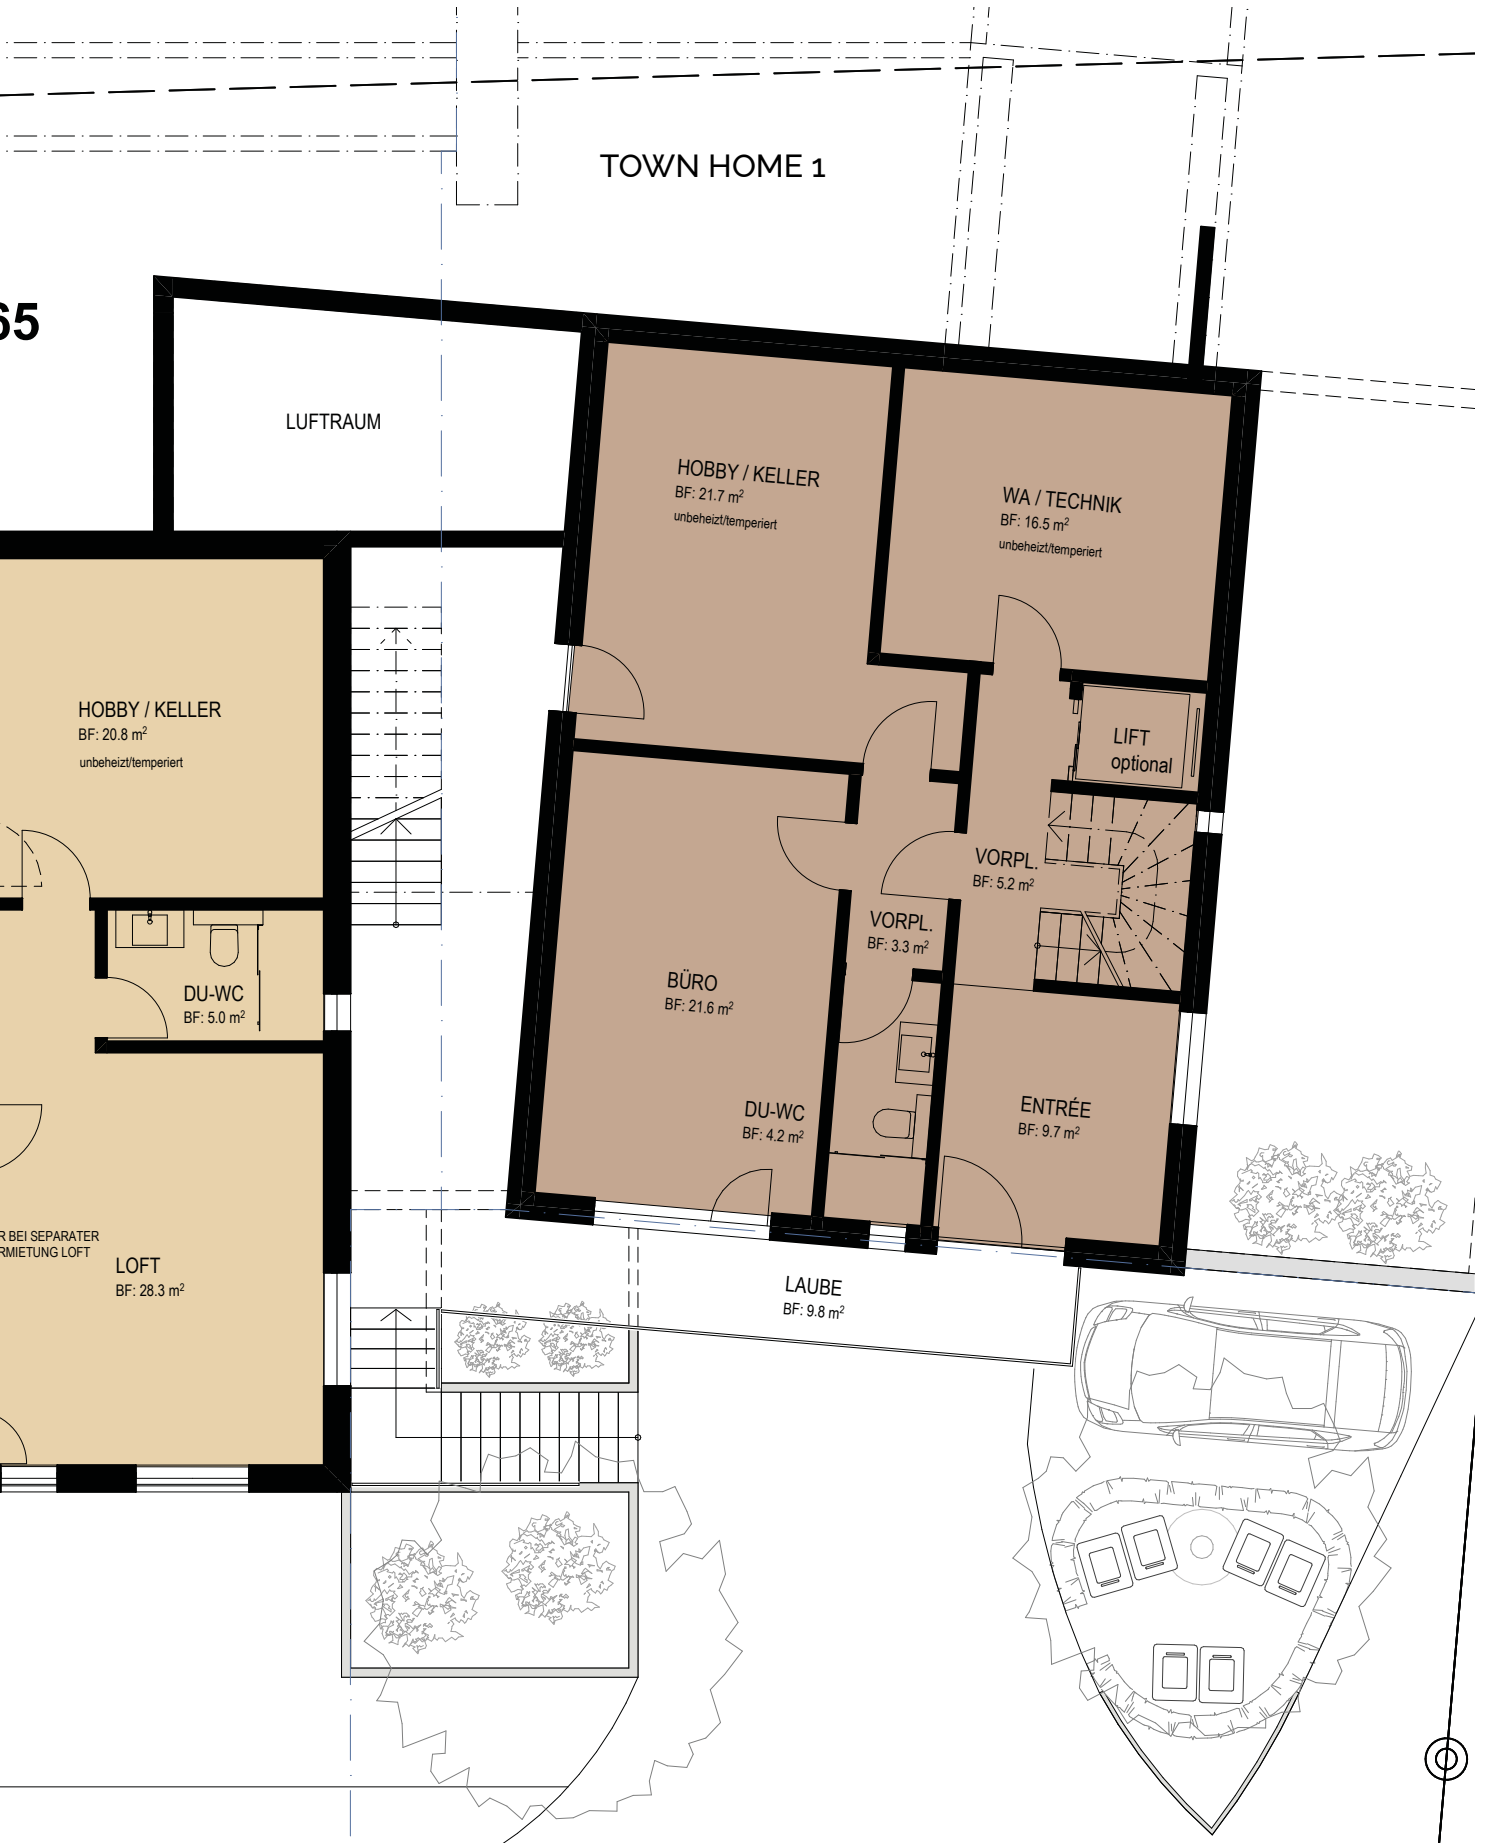 TOWN HOME 1
65
LUFTRAUM
HOBBY / KELLER
BF: 21.7 m²
unbeheizt/temperiert
WA / TECHNIK
BF: 16.5 m²
unbeheizt/temperiert
HOBBY / KELLER
BF: 20.8 m²
unbeheizt/temperiert
LIFT
optional
VORPL.
BF: 5.2 m²
VORPL.
BF: 3.3 m²
BÜRO
BF: 21.6 m²
DU-WC
BF: 5.0 m²
DU-WC
BF: 4.2 m²
ENTRÉE
BF: 9.7 m²
R BEI SEPARATER
RMIETUNG LOFT
LOFT
BF: 28.3 m²
LAUBE
BF: 9.8 m²